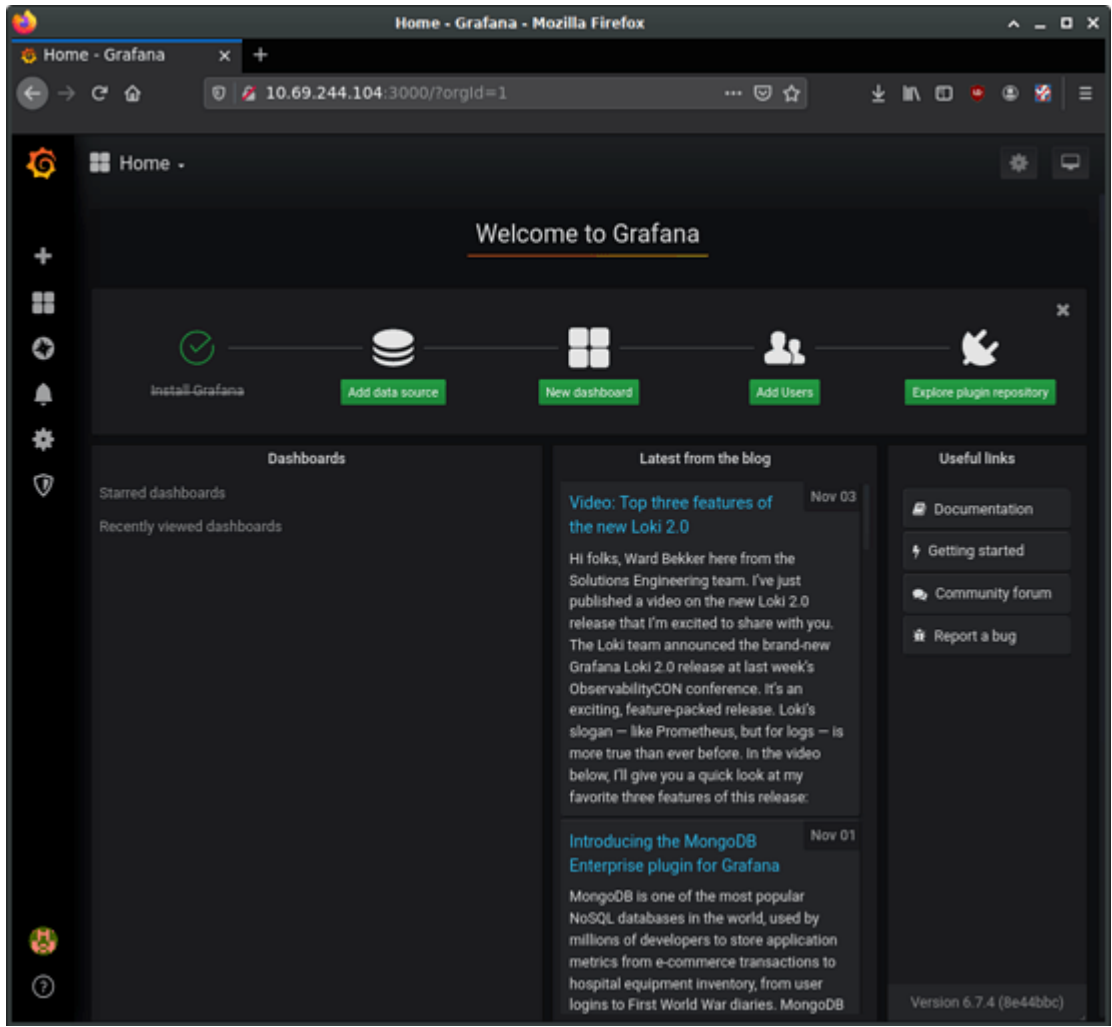 Home - Grafana - Mozilla Firefox
Home - Grafana
10.69.244.104:3000/?orgId=1
Home
Welcome to Grafana
Install Grafana
Add data source
New dashboard
Add Users
Explore plugin repository
Dashboards
Starred dashboards
Recently viewed dashboards
Latest from the blog
Video: Top three features of
the new Loki 2.0
Nov 03
Hi folks, Ward Bekker here from the
Solutions Engineering team. I've just
published a video on the new Loki 2.0
release that I'm excited to share with you.
The Loki team announced the brand-new
Grafana Loki 2.0 release at last week's
ObservabilityCON conference. It's an
exciting, feature-packed release. Loki's
slogan — like Prometheus, but for logs — is
more true than ever before. In the video
below, I'll give you a quick look at my
favorite three features of this release:
Introducing the MongoDB
Enterprise plugin for Grafana
Nov 01
MongoDB is one of the most popular
NoSQL databases in the world, used by
millions of developers to store application
metrics from e-commerce transactions to
hospital equipment inventory, from user
logins to First World War diaries. MongoDB
Useful links
Documentation
Getting started
Community forum
Report a bug
Version 6.7.4 (8e44bbc)